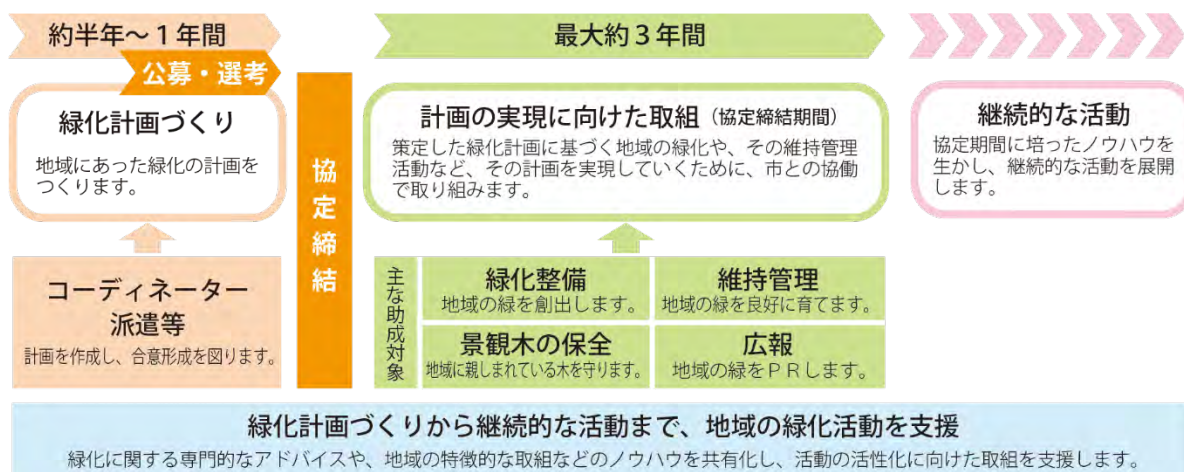 約半年～１年間
公募・選考
緑化計画づくり
地域にあった緑化の計画を
つくります。
コーディネーター
派遣等
計画を作成し、合意形成を図ります。
協定締結
最大約３年間
計画の実現に向けた取組（協定締結期間）
策定した緑化計画に基づく地域の緑化や、その維持管理
活動など、その計画を実現していくために、市との協働
で取り組みます。
主な助成対象
緑化整備
地域の緑を創出します。
維持管理
地域の緑を良好に育てます。
景観木の保全
地域に親しまれている木を守ります。
広報
地域の緑をＰＲします。
継続的な活動
協定期間に培ったノウハウを
生かし、継続的な活動を展開
します。
緑化計画づくりから継続的な活動まで、地域の緑化活動を支援
緑化に関する専門的なアドバイスや、地域の特徴的な取組などのノウハウを共有化し、活動の活性化に向けた取組を支援します。